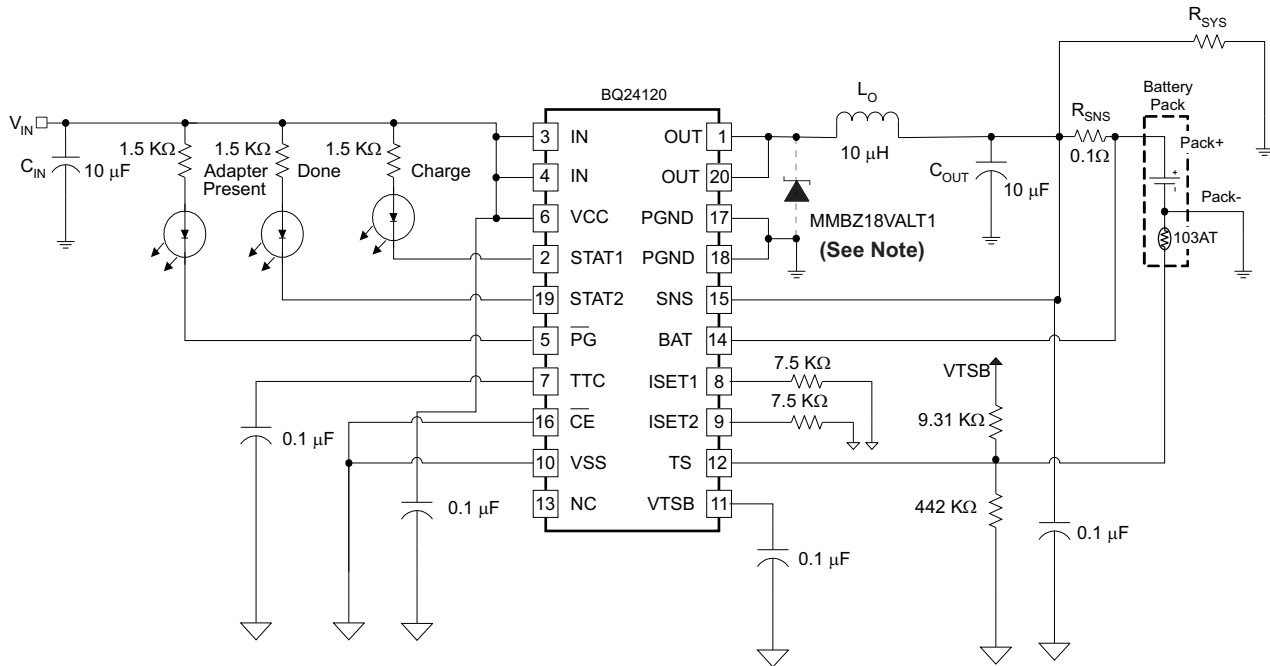 R_SYS
BQ24120
L_O
Battery
Pack
V_IN
R_SNS
3 IN OUT 1
1.5 KΩ 1.5 KΩ 1.5 KΩ
10 μH
0.1Ω
Pack+
C_IN 10 μF
Adapter
Present
Done
Charge
C_OUT
10 μF
4 IN OUT 20
+
Pack-
6 VCC PGND 17
MMBZ18VALT1
103AT
(See Note)
2 STAT1 PGND 18
19 STAT2 SNS 15
5 P̅G̅ BAT 14
7.5 KΩ
VTSB
7 TTC ISET1 8
7.5 KΩ
16 C̅E̅ ISET2 9
9.31 KΩ
0.1 μF
10 VSS TS 12
13 NC VTSB 11
0.1 μF
442 KΩ
0.1 μF
0.1 μF